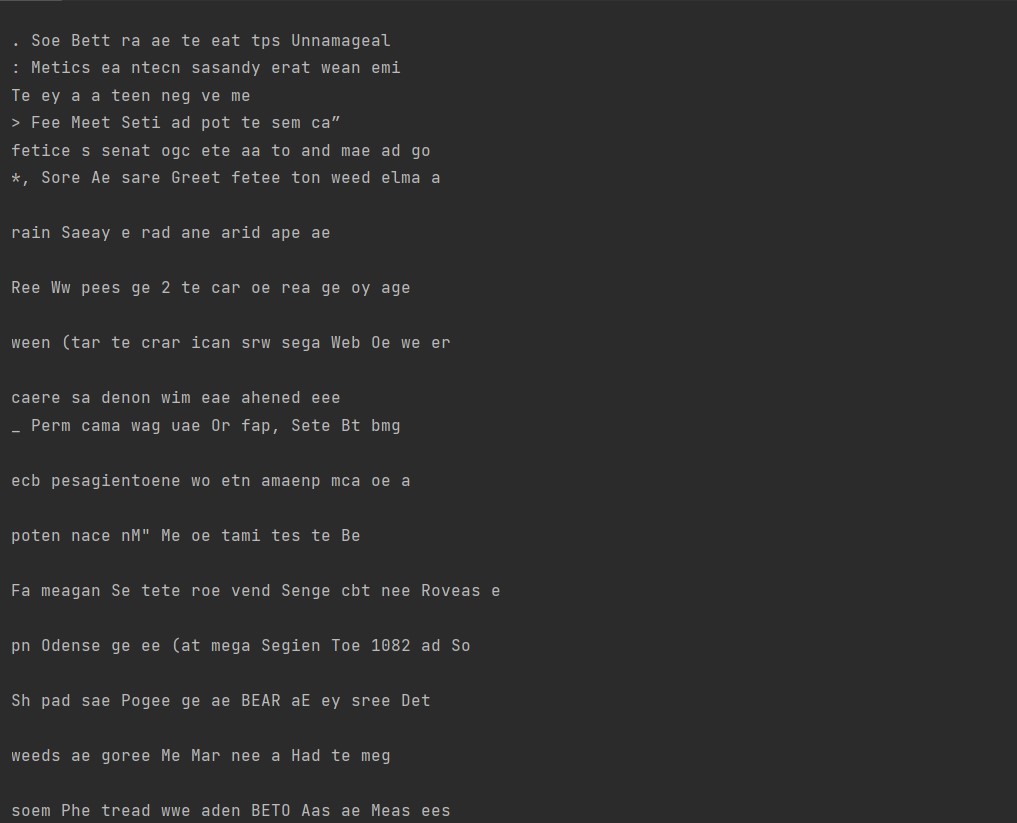 . Soe Bett ra ae te eat tps Unnamageal
: Metics ea ntecn sasandy erat wean emi
Te ey a a teen neg ve me
> Fee Meet Seti ad pot te sem ca”
fetice s senat ogc ete aa to and mae ad go
*, Sore Ae sare Greet fetee ton weed elma a
rain Saeay e rad ane arid ape ae
Ree Ww pees ge 2 te car oe rea ge oy age
ween (tar te crar ican srw sega Web Oe we er
caere sa denon wim eae ahened eee
_ Perm cama wag uae Or fap, Sete Bt bmg
ecb pesagientoene wo etn amaenp mca oe a
poten nace nM" Me oe tami tes te Be
Fa meagan Se tete roe vend Senge cbt nee Roveas e
pn Odense ge ee (at mega Segien Toe 1082 ad So
Sh pad sae Pogee ge ae BEAR aE ey sree Det
weeds ae goree Me Mar nee a Had te meg
soem Phe tread wwe aden BETO Aas ae Meas ees